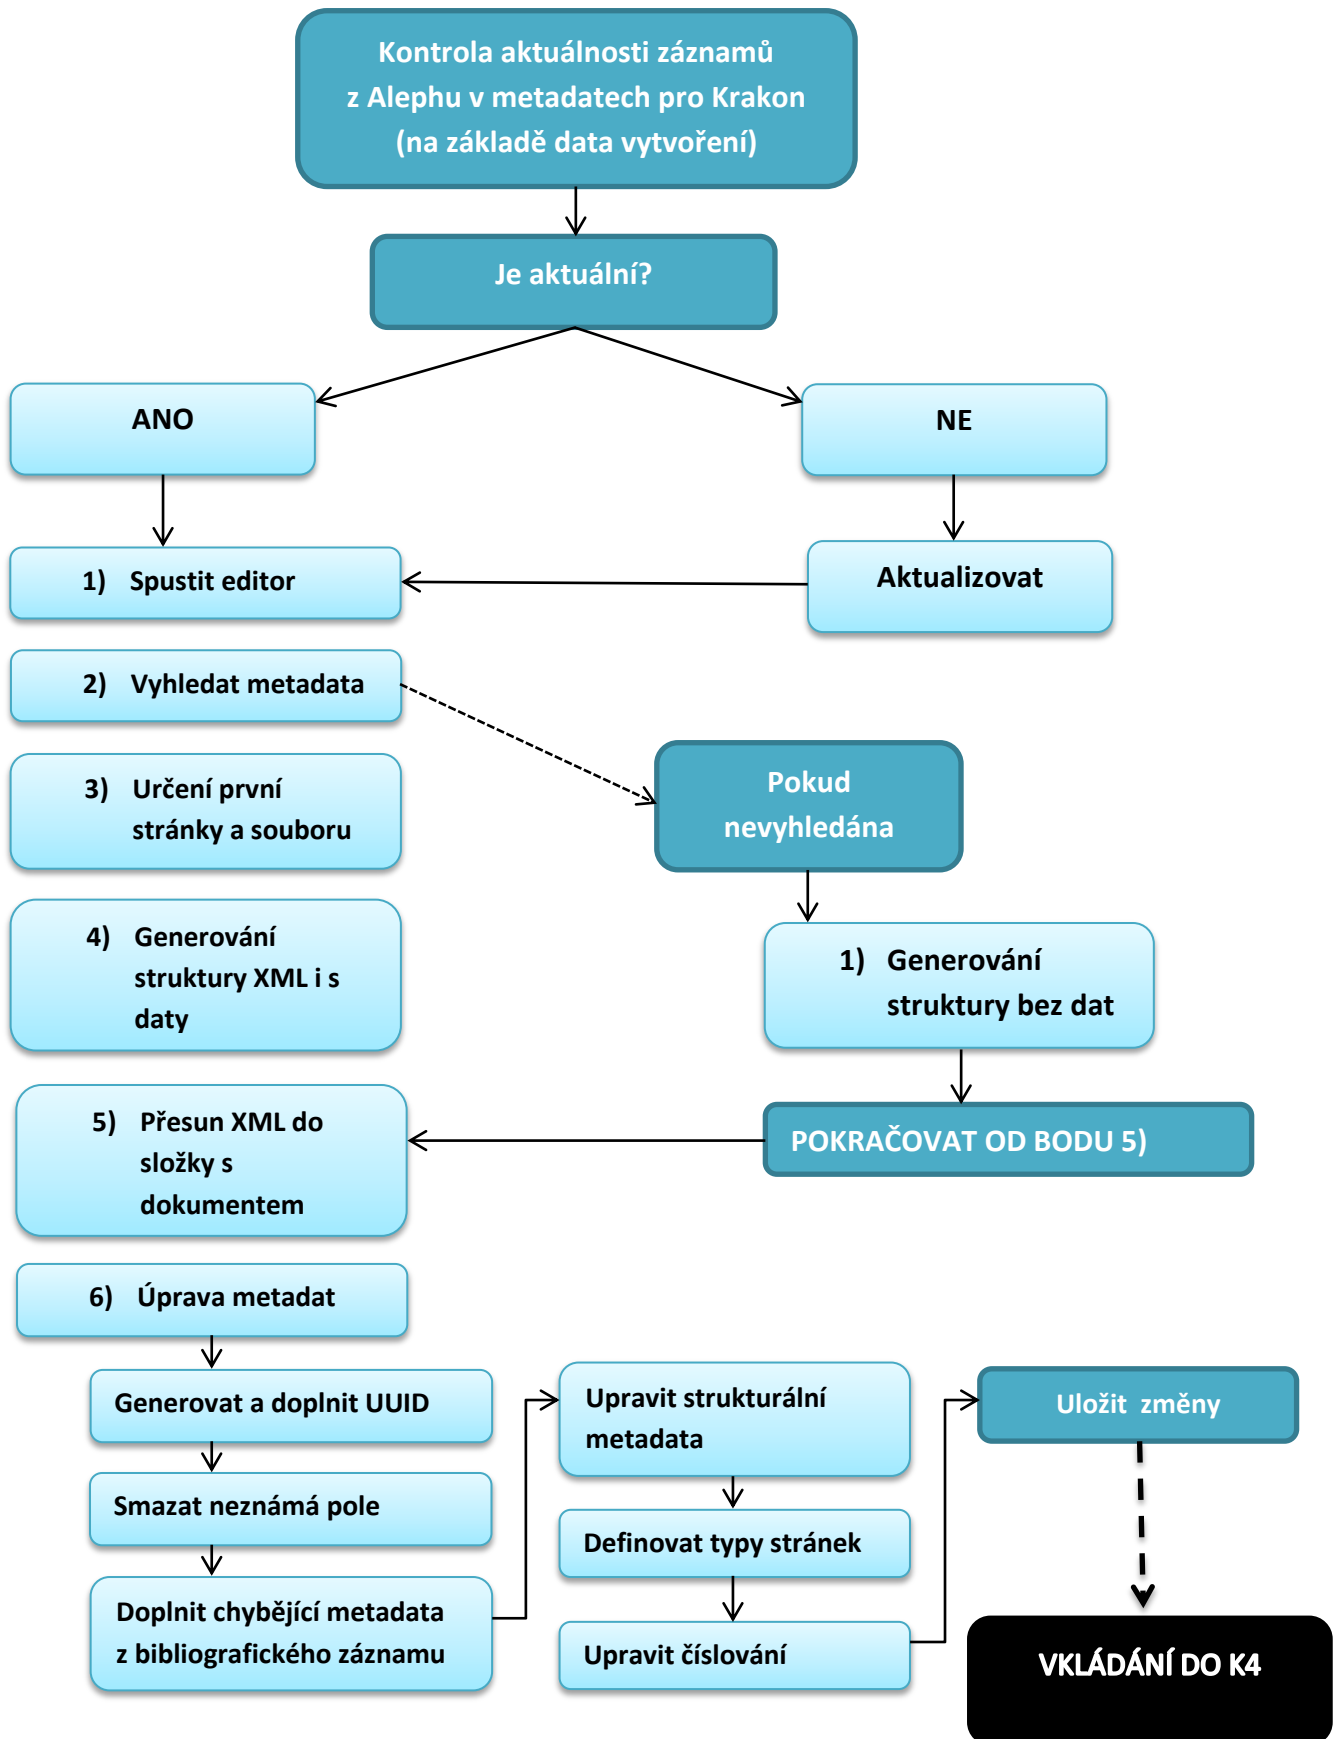 Kontrola aktuálnosti záznamů
z Alephu v metadatech pro Krakon
(na základě data vytvoření)
Je aktuální?
ANO
NE
1) Spustit editor
Aktualizovat
2) Vyhledat metadata
3) Určení první
stránky a souboru
Pokud
nevyhledána
4) Generování
struktury XML i s
daty
1) Generování
struktury bez dat
5) Přesun XML do
složky s
dokumentem
POKRAČOVAT OD BODU 5)
6) Úprava metadat
Generovat a doplnit UUID
Smazat neznámá pole
Doplnit chybějící metadata
z bibliografického záznamu
Upravit strukturální
metadata
Definovat typy stránek
Upravit číslování
Uložit změny
VKLÁDÁNÍ DO K4